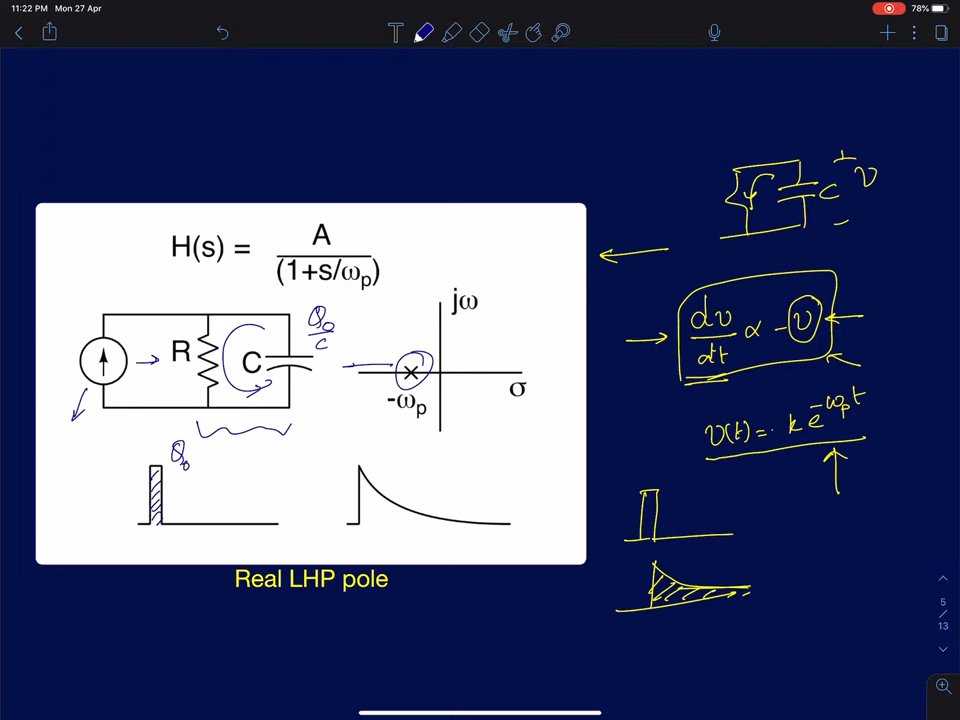 11:22 PM Mon 27 Apr
78%
T
H(s) = A / (1+s/ωp)
jω
R
C
Q0 / C
σ
-ωp
Q0
Real LHP pole
C
v
dv/dt ∝ -v
v(t) = k e^-ωpt
5
/
13